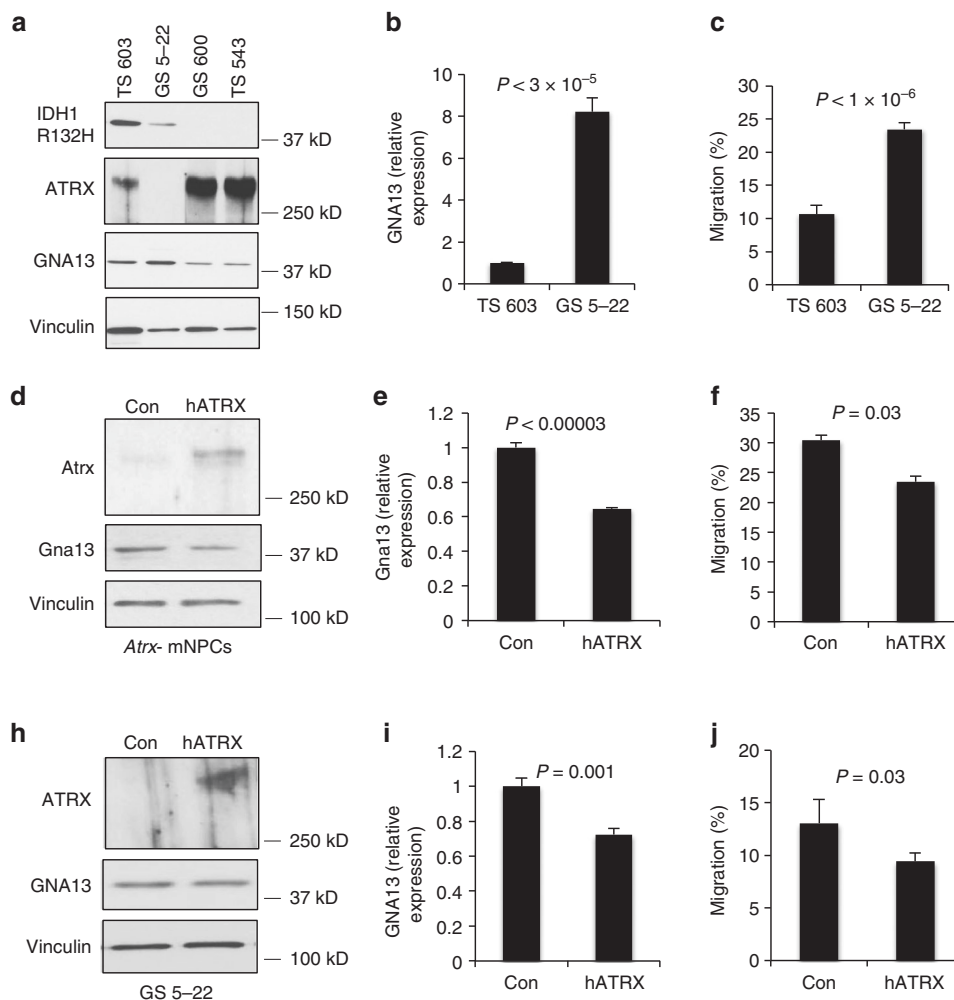 a
TS 603
GS 5–22
GS 600
TS 543
IDH1
R132H
37 kD
ATRX
250 kD
GNA13
37 kD
150 kD
Vinculin
b
P < 3 × 10–5
GNA13 (relative
expression)
10
8
6
4
2
0
TS 603 GS 5–22
c
P < 1 × 10–6
Migration (%)
30
25
20
15
10
5
0
TS 603 GS 5–22
d
Con hATRX
Atrx
250 kD
Gna13
37 kD
Vinculin
100 kD
Atrx- mNPCs
e
P < 0.00003
Gna13 (relative
expression)
1.2
1
0.8
0.6
0.4
0.2
0
Con hATRX
f
P = 0.03
Migration (%)
35
30
25
20
15
10
5
0
Con hATRX
h
Con hATRX
ATRX
250 kD
GNA13
37 kD
Vinculin
100 kD
GS 5–22
i
P = 0.001
GNA13 (relative
expression)
1.2
1
0.8
0.6
0.4
0.2
0
Con hATRX
j
P = 0.03
Migration (%)
20
15
10
5
0
Con hATRX